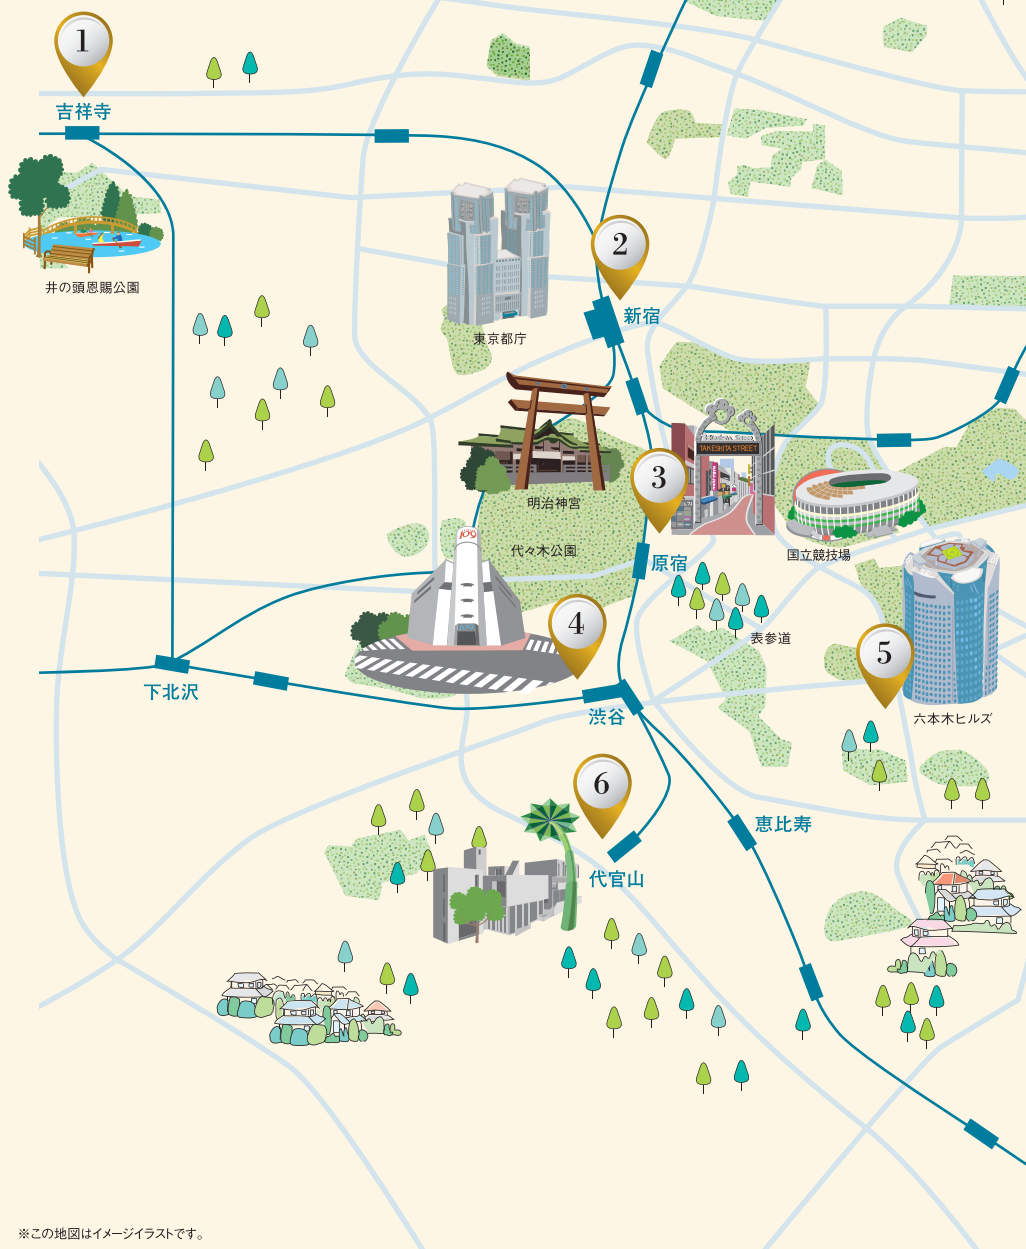 1
吉祥寺
井の頭恩賜公園
2
新宿
東京都庁
TAKESHITA STREET
明治神宮
3
国立競技場
109
代々木公園
原宿
表参道
4
5
六本木ヒルズ
下北沢
渋谷
6
恵比寿
代官山
※この地図はイメージイラストです。